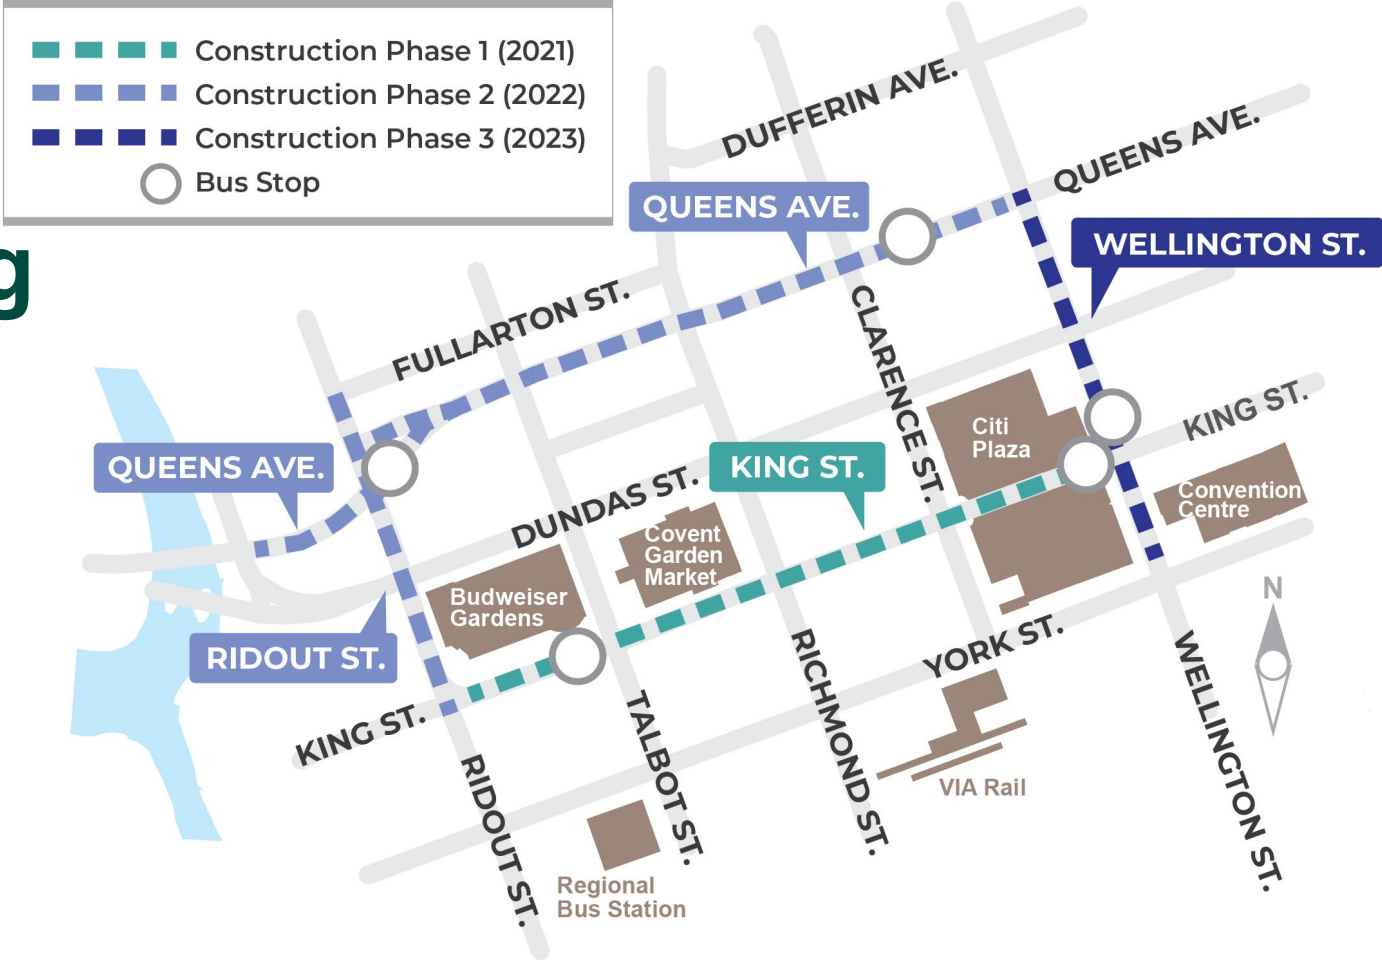 Construction Phase 1 (2021)
Construction Phase 2 (2022)
Construction Phase 3 (2023)
Bus Stop
g
DUFFERIN AVE.
QUEENS AVE.
QUEENS AVE.
WELLINGTON ST.
FULLARTON ST.
CLARENCE ST.
KING ST.
Citi
Plaza
QUEENS AVE.
KING ST.
DUNDAS ST.
Convention
Centre
Covent
Garden
Market
Budweiser
Gardens
N
RIDOUT ST.
YORK ST.
KING ST.
RIDOUT ST.
TALBOT ST.
RICHMOND ST.
WELLINGTON ST.
VIA Rail
Regional
Bus Station